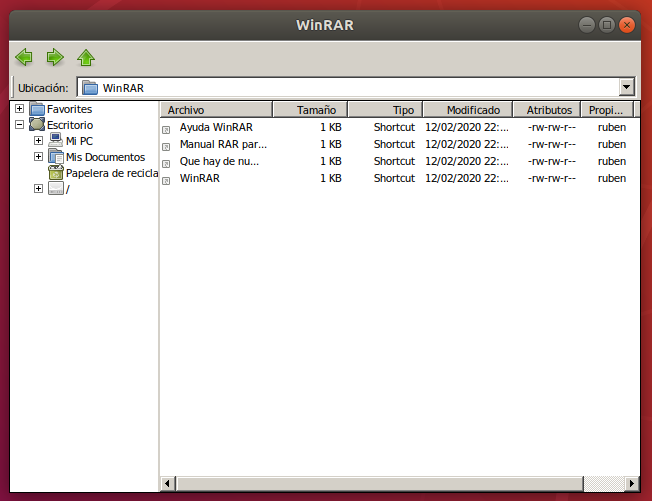 WinRAR
Ubicación: WinRAR
Favorites
Escritorio
Mi PC
Mis Documentos
Papelera de recicla
/
Archivo Tamaño Tipo Modificado Atributos Propi...
Ayuda WinRAR 1 KB Shortcut 12/02/2020 22:... -rw-rw-r-- ruben
Manual RAR par... 1 KB Shortcut 12/02/2020 22:... -rw-rw-r-- ruben
Que hay de nu... 1 KB Shortcut 12/02/2020 22:... -rw-rw-r-- ruben
WinRAR 1 KB Shortcut 12/02/2020 22:... -rw-rw-r-- ruben